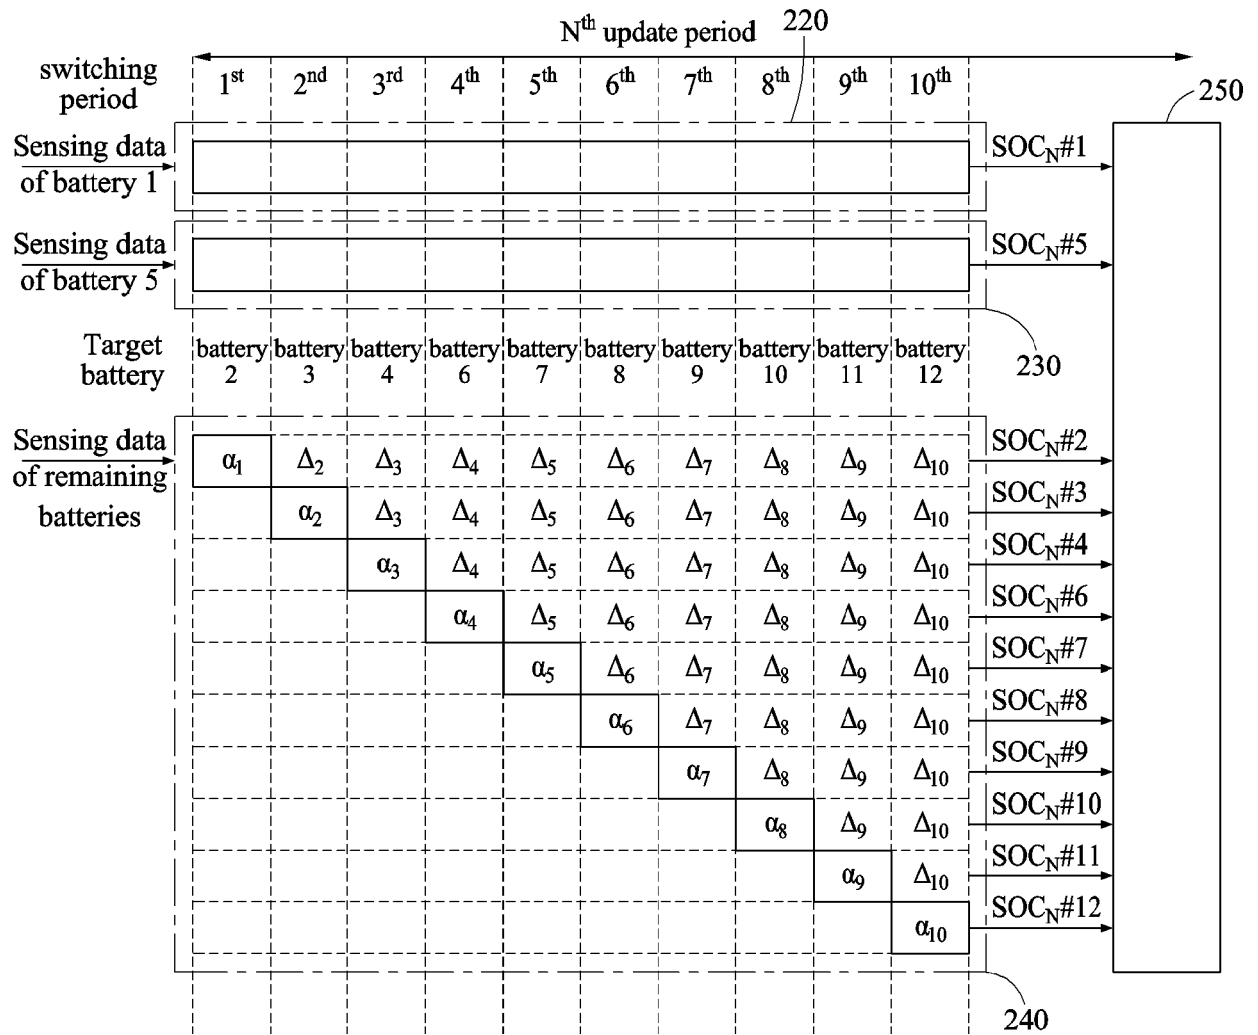 Nth update period
220
switching period
1st 2nd 3rd 4th 5th 6th 7th 8th 9th 10th
250
Sensing data of battery 1
SOCN#1
Sensing data of battery 5
SOCN#5
230
Target battery
battery 2
battery 3
battery 4
battery 6
battery 7
battery 8
battery 9
battery 10
battery 11
battery 12
Sensing data of remaining batteries
α1 Δ2 Δ3 Δ4 Δ5 Δ6 Δ7 Δ8 Δ9 Δ10 SOCN#2
α2 Δ3 Δ4 Δ5 Δ6 Δ7 Δ8 Δ9 Δ10 SOCN#3
α3 Δ4 Δ5 Δ6 Δ7 Δ8 Δ9 Δ10 SOCN#4
α4 Δ5 Δ6 Δ7 Δ8 Δ9 Δ10 SOCN#6
α5 Δ6 Δ7 Δ8 Δ9 Δ10 SOCN#7
α6 Δ7 Δ8 Δ9 Δ10 SOCN#8
α7 Δ8 Δ9 Δ10 SOCN#9
α8 Δ9 Δ10 SOCN#10
α9 Δ10 SOCN#11
α10 SOCN#12
240